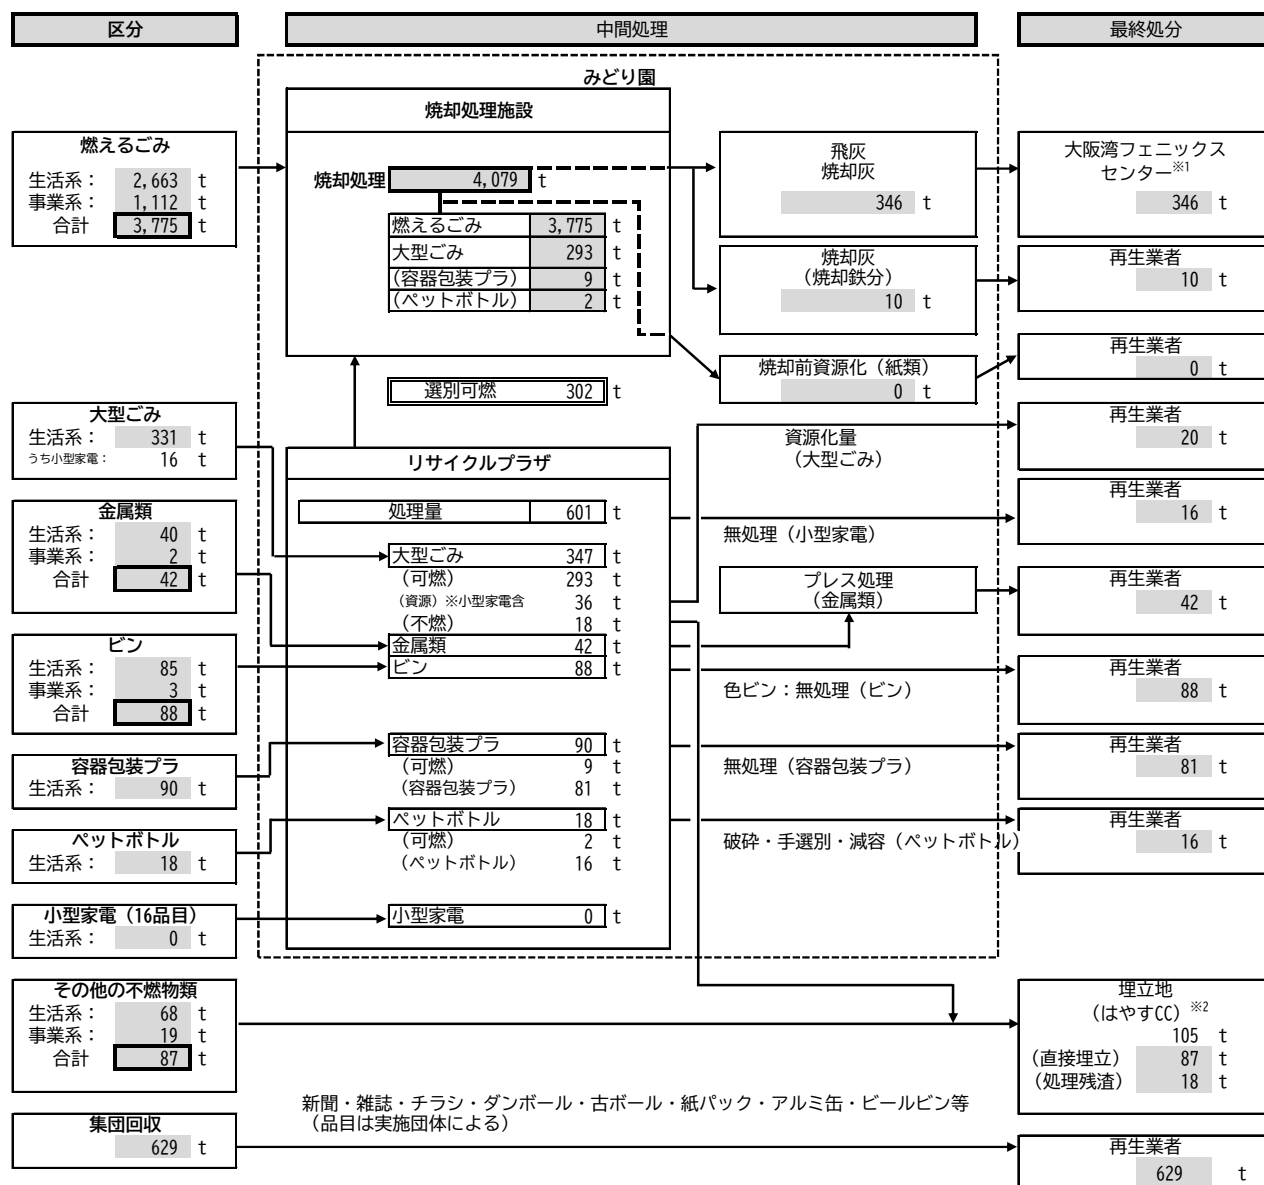 区分
中間処理
最終処分
みどり園
焼却処理施設
焼却処理 4,079 t
燃えるごみ 3,775 t
大型ごみ 293 t
(容器包装プラ) 9 t
(ペットボトル) 2 t
燃えるごみ
生活系： 2,663 t
事業系： 1,112 t
合計 3,775 t
飛灰
焼却灰
346 t
大阪湾フェニックス
センター※1
346 t
焼却灰
（焼却鉄分）
10 t
再生業者
10 t
焼却前資源化（紙類）
0 t
再生業者
0 t
選別可燃 302 t
大型ごみ
生活系： 331 t
うち小型家電： 16 t
リサイクルプラザ
処理量 601 t
大型ごみ 347 t
（可燃） 293 t
（資源）※小型家電含 36 t
（不燃） 18 t
金属類 42 t
ビン 88 t
容器包装プラ 90 t
（可燃） 9 t
（容器包装プラ） 81 t
ペットボトル 18 t
（可燃） 2 t
（ペットボトル） 16 t
小型家電 0 t
資源化量
（大型ごみ）
再生業者
20 t
無処理（小型家電）
再生業者
16 t
金属類
生活系： 40 t
事業系： 2 t
合計 42 t
プレス処理
（金属類）
再生業者
42 t
ビン
生活系： 85 t
事業系： 3 t
合計 88 t
色ビン：無処理（ビン）
再生業者
88 t
容器包装プラ
生活系： 90 t
無処理（容器包装プラ）
再生業者
81 t
ペットボトル
生活系： 18 t
破砕・手選別・減容（ペットボトル）
再生業者
16 t
小型家電（16品目）
生活系： 0 t
その他の不燃物類
生活系： 68 t
事業系： 19 t
合計 87 t
埋立地
（はやすCC）※2
105 t
（直接埋立） 87 t
（処理残渣） 18 t
新聞・雑誌・チラシ・ダンボール・古ボール・紙パック・アルミ缶・ビールビン等
（品目は実施団体による）
集団回収
629 t
再生業者
629 t